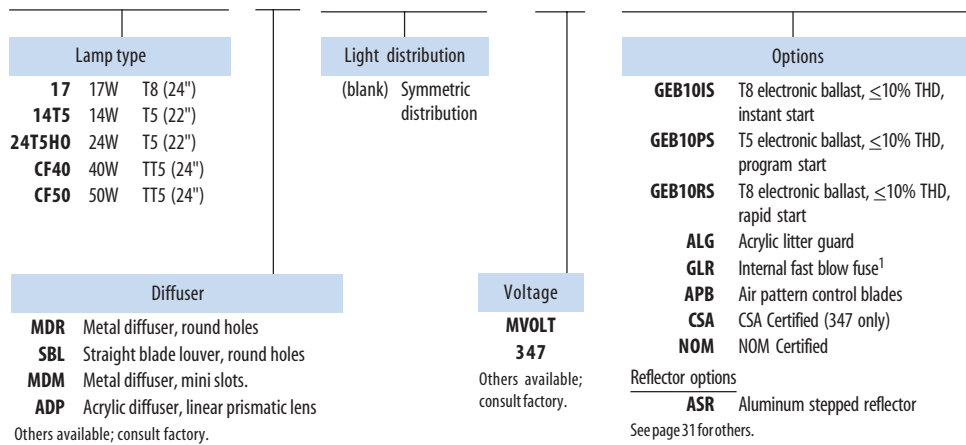 Lamp type
17 17W T8 (24")
14T5 14W T5 (22")
24T5HO 24W T5 (22")
CF40 40W TT5 (24")
CF50 50W TT5 (24")
Diffuser
MDR Metal diffuser, round holes
SBL Straight blade louver, round holes
MDM Metal diffuser, mini slots.
ADP Acrylic diffuser, linear prismatic lens
Others available; consult factory.
Light distribution
(blank) Symmetric
distribution
Voltage
MVOLT
347
Others available;
consult factory.
Options
GEB10IS T8 electronic ballast, ≤10% THD,
instant start
GEB10PS T5 electronic ballast, ≤10% THD,
program start
GEB10RS T8 electronic ballast, ≤10% THD,
rapid start
ALG Acrylic litter guard
GLR Internal fast blow fuse1
APB Air pattern control blades
CSA CSA Certified (347 only)
NOM NOM Certified
Reflector options
ASR Aluminum stepped reflector
See page 31 for others.